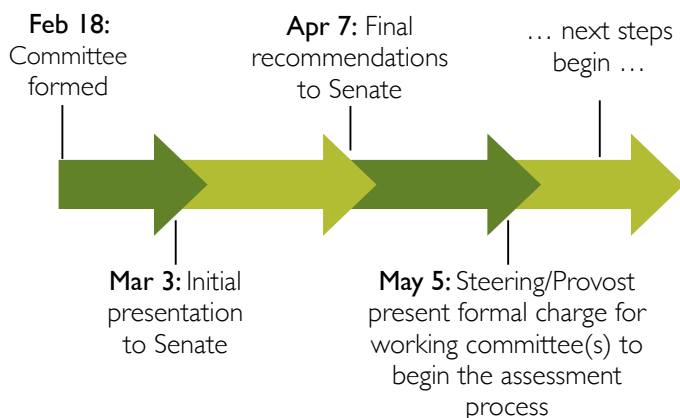 Feb 18:
Committee
formed
Apr 7: Final
recommendations
to Senate
… next steps
begin …
Mar 3: Initial
presentation
to Senate
May 5: Steering/Provost
present formal charge for
working committee(s) to
begin the assessment
process